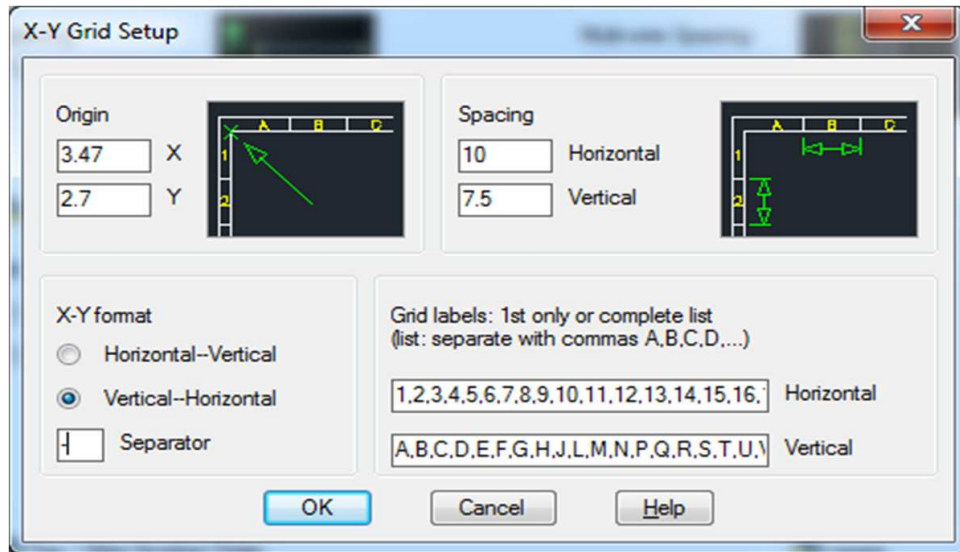 X-Y Grid Setup
Origin
3.47 X
2.7 Y
A B C
1
2
Spacing
10 Horizontal
7.5 Vertical
A B C
1
2
X-Y format
Horizontal--Vertical
Vertical--Horizontal
- Separator
Grid labels: 1st only or complete list
(list: separate with commas A,B,C,D,...)
1,2,3,4,5,6,7,8,9,10,11,12,13,14,15,16, Horizontal
A,B,C,D,E,F,G,H,J,L,M,N,P,Q,R,S,T,U, Vertical
OK Cancel Help